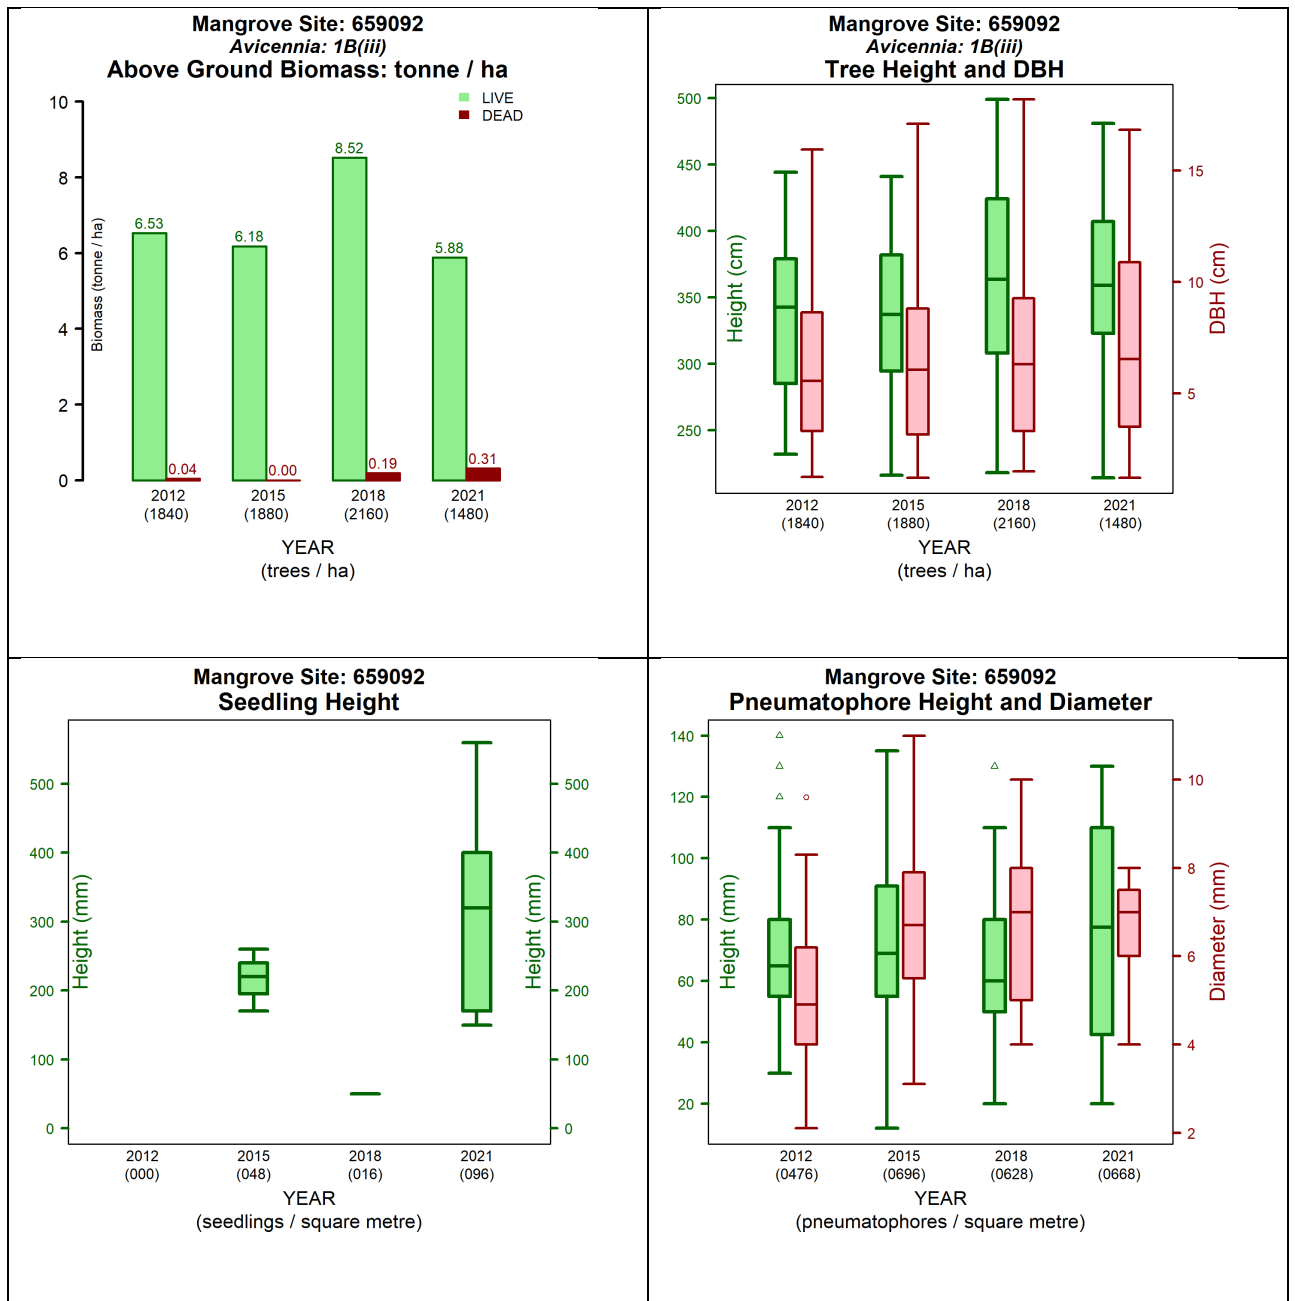 Mangrove Site: 659092
Avicennia: 1B(iii)
Above Ground Biomass: tonne / ha
LIVE
DEAD
10
8
6
4
2
0
Biomass (tonne / ha)
6.53
0.04
6.18
0.00
8.52
0.19
5.88
0.31
2012 2015 2018 2021
(1840) (1880) (2160) (1480)
YEAR
(trees / ha)
Mangrove Site: 659092
Avicennia: 1B(iii)
Tree Height and DBH
500
450
400
350
300
250
Height (cm)
15
10
5
DBH (cm)
2012 2015 2018 2021
(1840) (1880) (2160) (1480)
YEAR
(trees / ha)
Mangrove Site: 659092
Seedling Height
500
400
300
200
100
0
Height (mm)
500
400
300
200
100
0
Height (mm)
2012 2015 2018 2021
(000) (048) (016) (096)
YEAR
(seedlings / square metre)
Mangrove Site: 659092
Pneumatophore Height and Diameter
140
120
100
80
60
40
20
Height (mm)
10
8
6
4
2
Diameter (mm)
2012 2015 2018 2021
(0476) (0696) (0628) (0668)
YEAR
(pneumatophores / square metre)